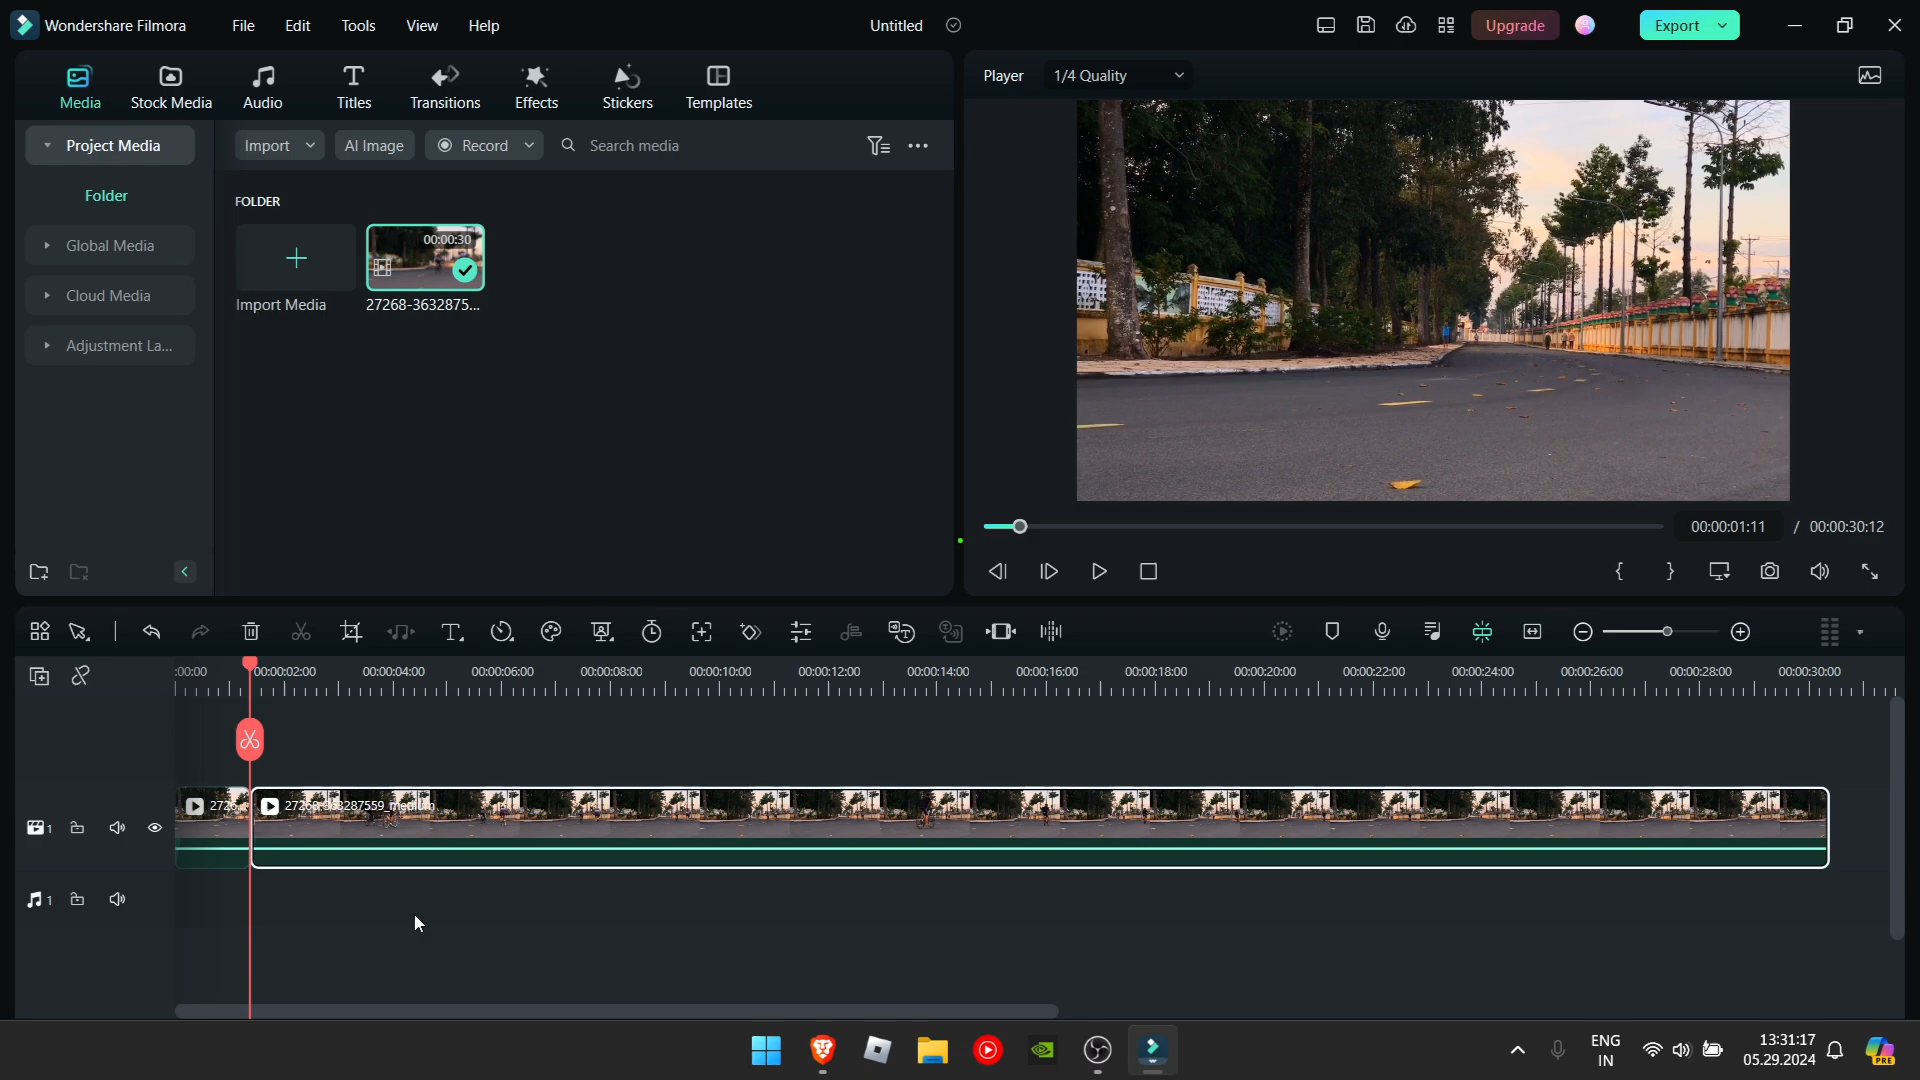 Wondershare Filmora
File
Edit
Tools
View
Help
Untitled
Upgrade
Export
Media
Stock Media
Audio
Titles
Transitions
Effects
Stickers
Templates
Player
1/4 Quality
Project Media
Import
AI Image
Record
Search media
Folder
Global Media
Cloud Media
Adjustment La...
FOLDER
00:00:30
Import Media
27268-3632875...
00:00:01:11
/ 00:00:30:12
{
}
:00:00
00:00:02:00
00:00:04:00
00:00:06:00
00:00:08:00
00:00:10:00
00:00:12:00
00:00:14:00
00:00:16:00
00:00:18:00
00:00:20:00
00:00:22:00
00:00:24:00
00:00:26:00
00:00:28:00
00:00:30:00
2726...
27268-363287559_medium
1
1
ENG
IN
13:31:17
05.29.2024
PRE